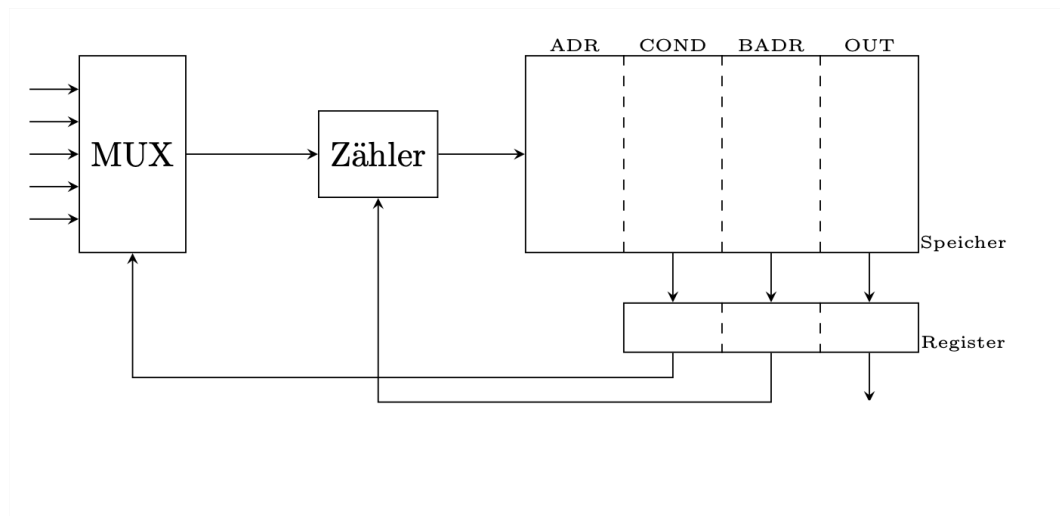 ADR COND BADR OUT
MUX
Zähler
Speicher
Register